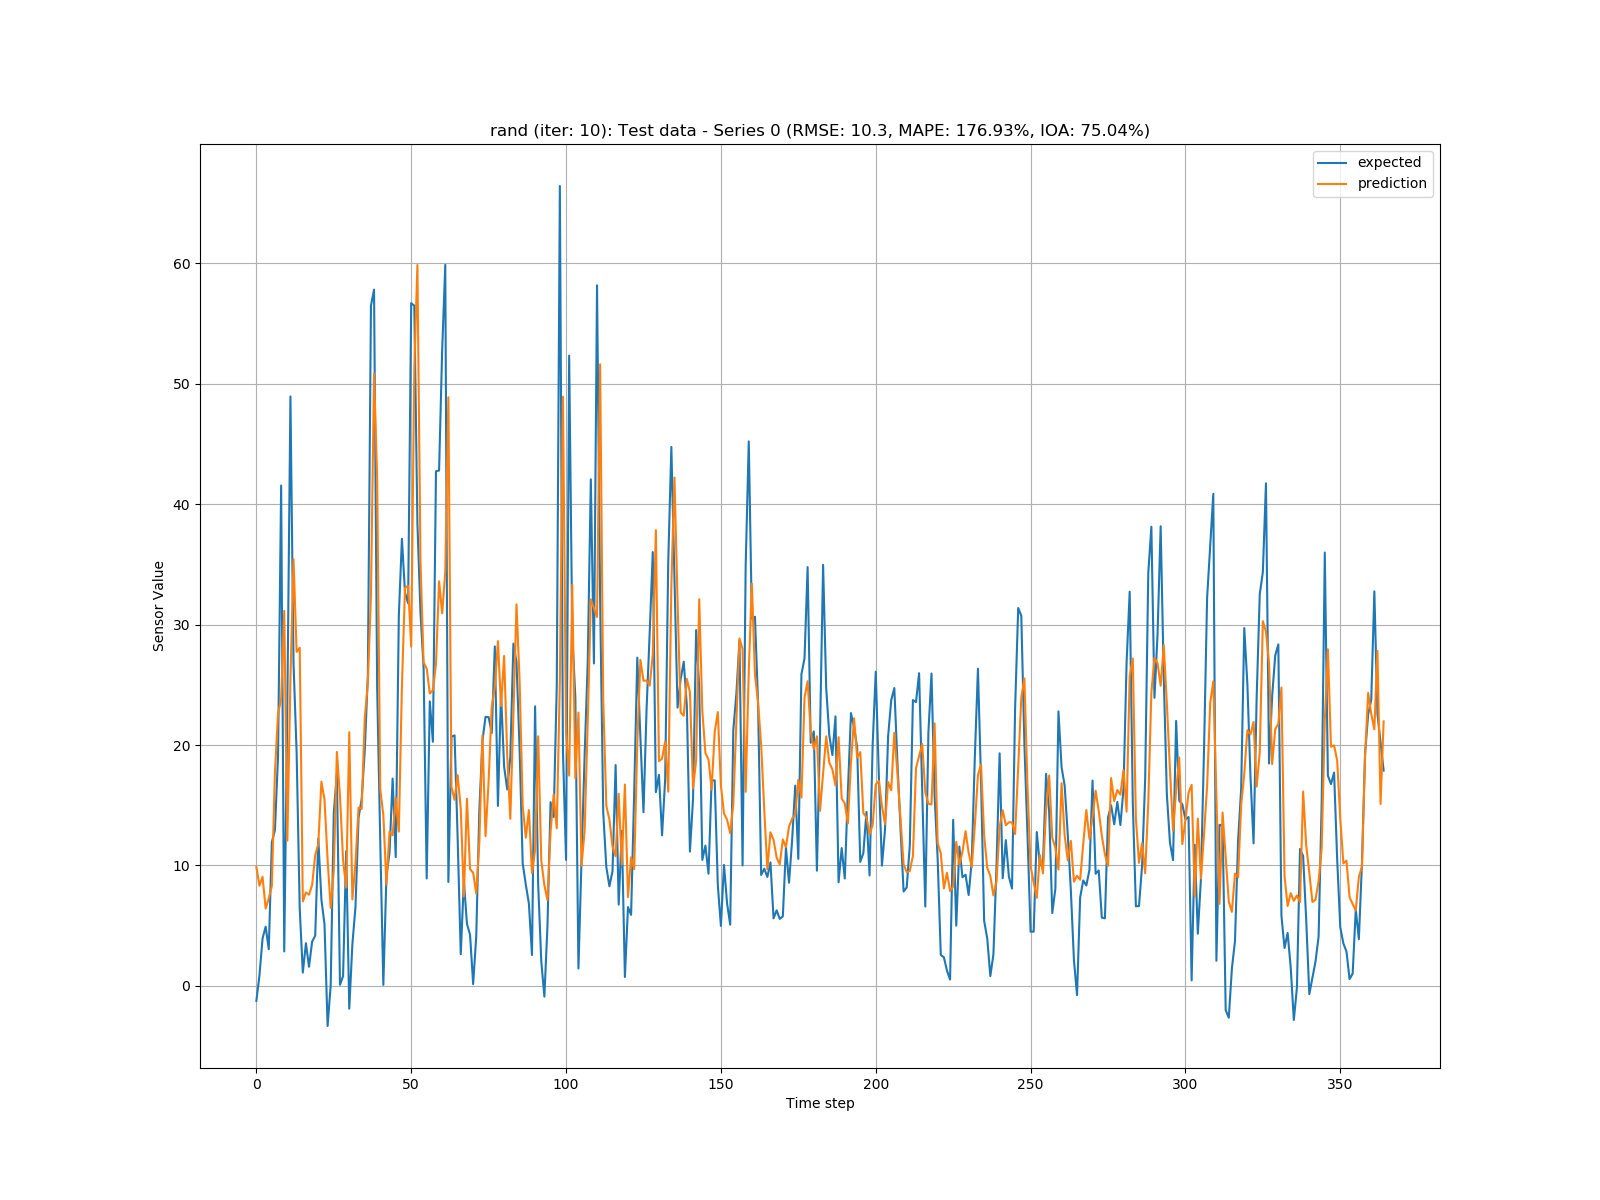 rand (iter: 10): Test data - Series 0 (RMSE: 10.3, MAPE: 176.93%, IOA: 75.04%)
expected
prediction
60
50
40
30
20
10
0
Sensor Value
0 50 100 150 200 250 300 350
Time step